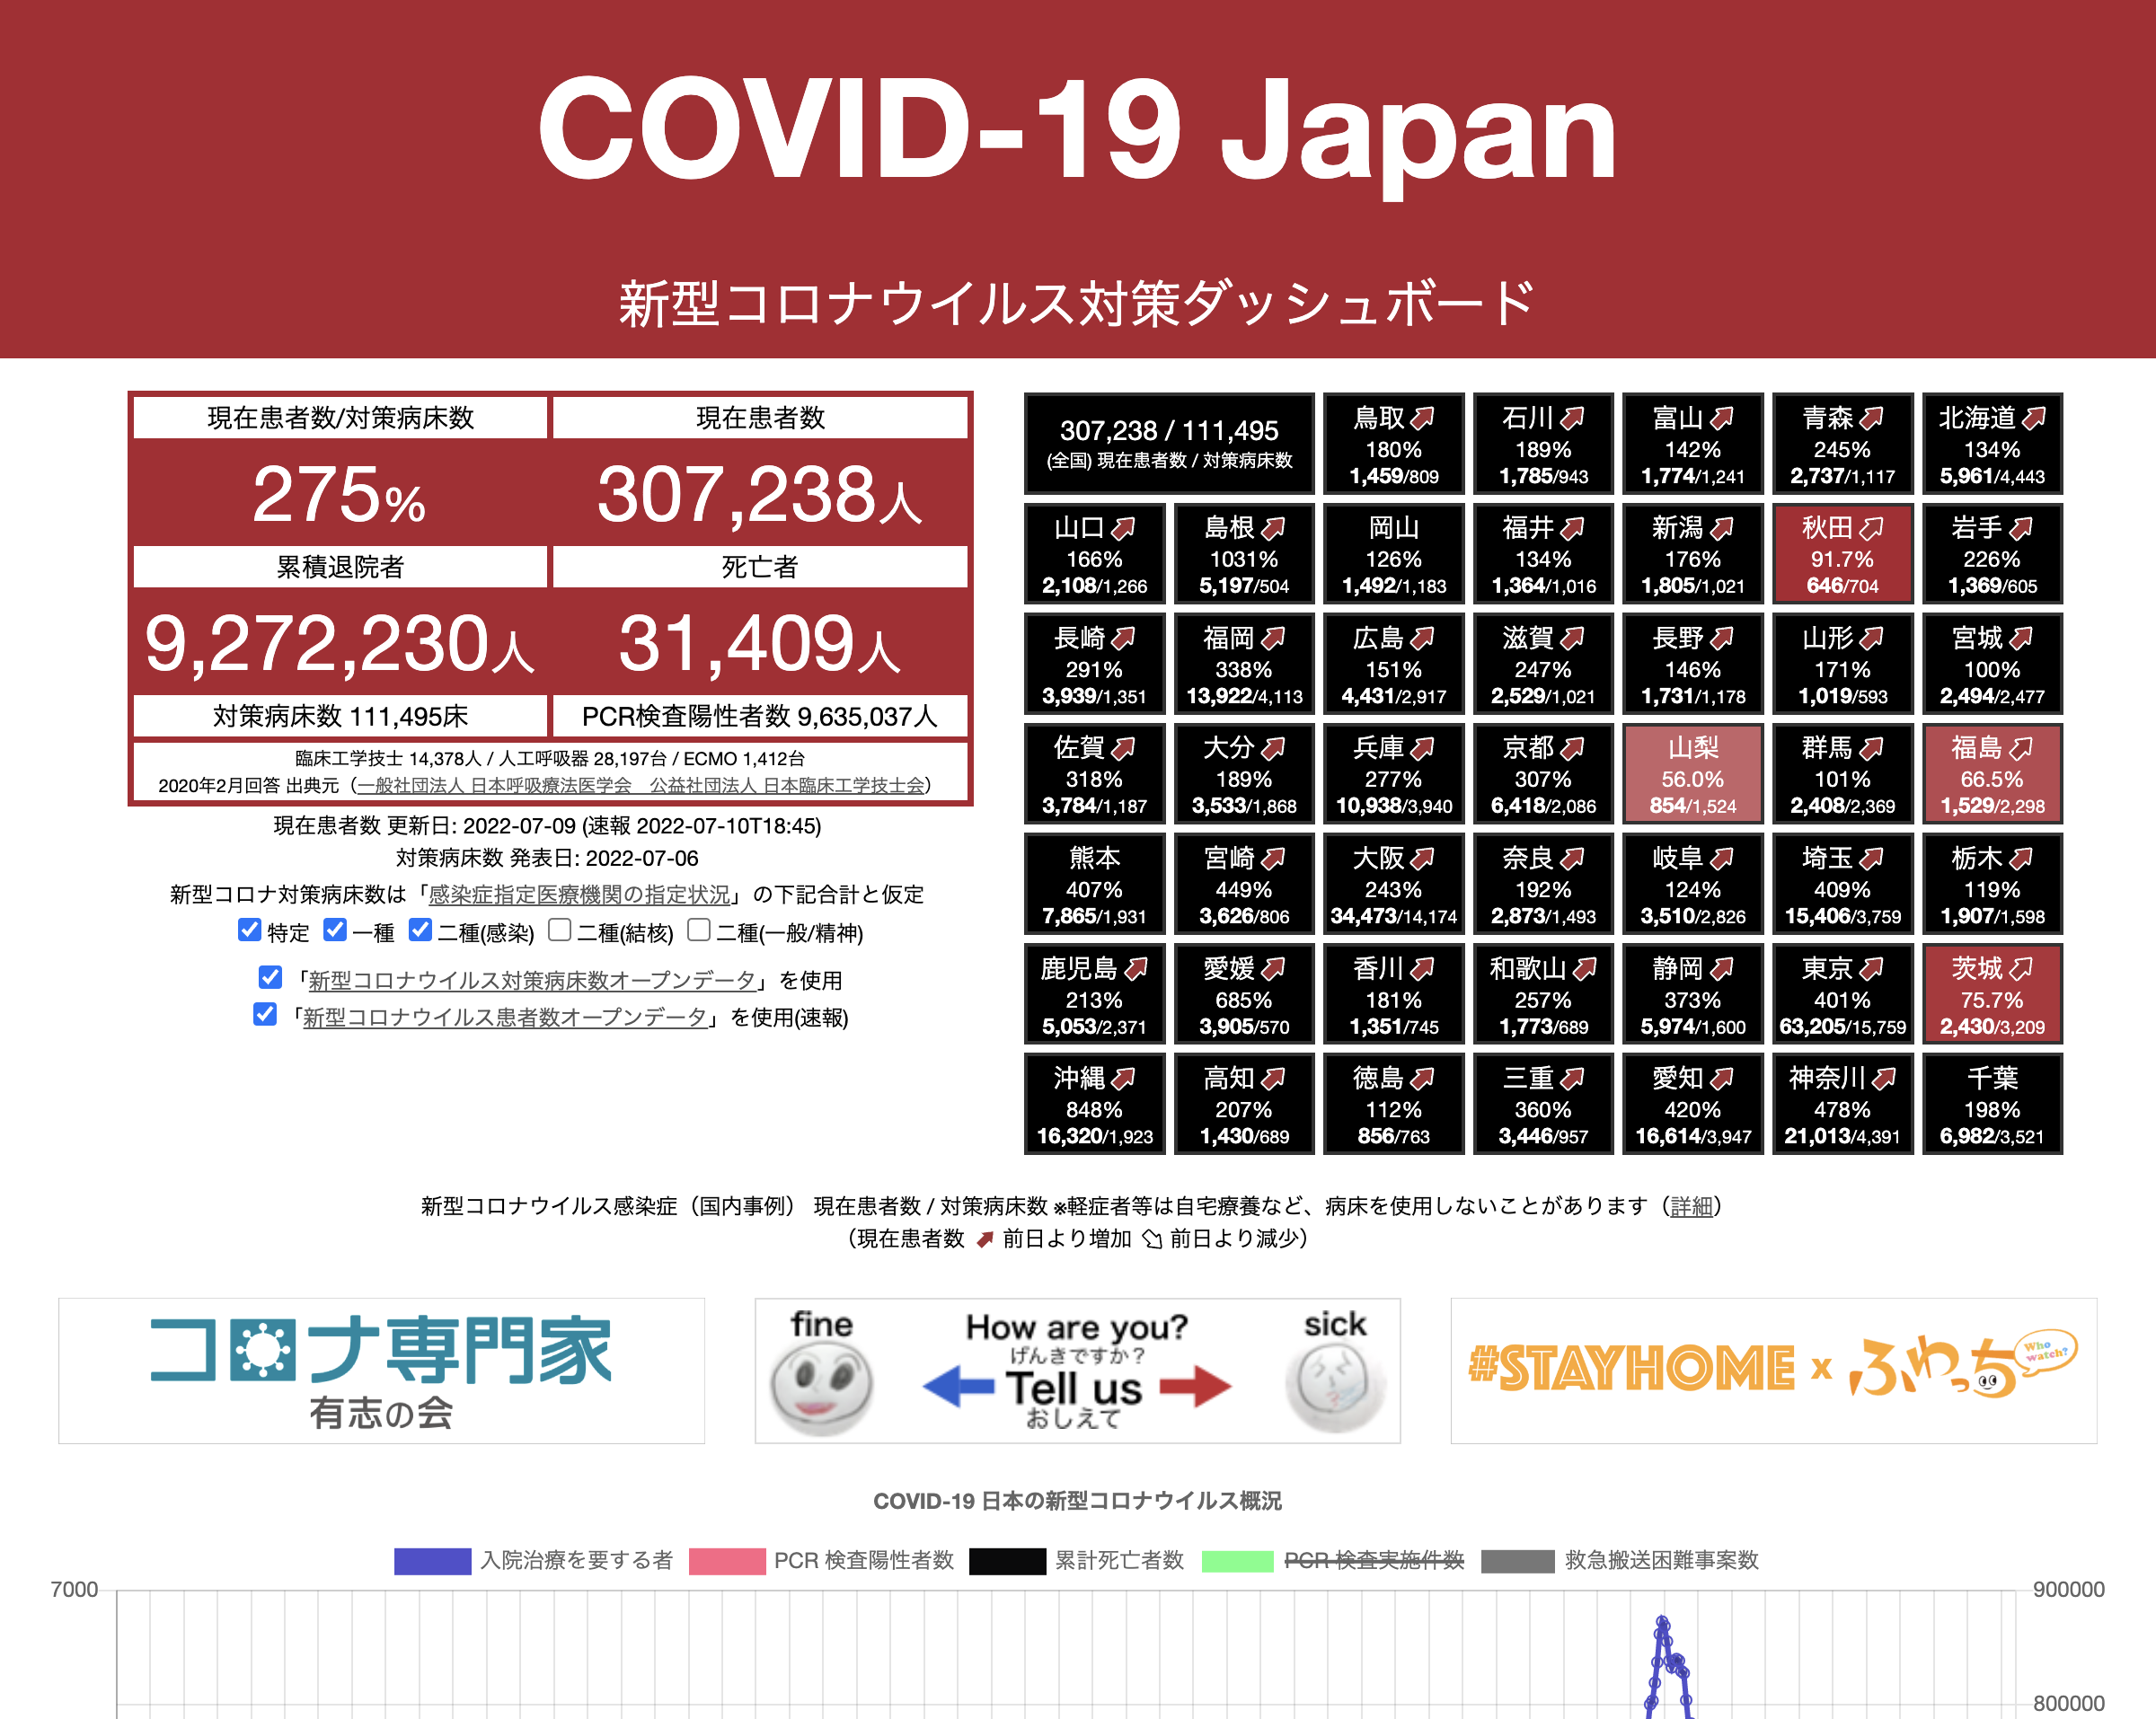 COVID-19 Japan
新型コロナウイルス対策ダッシュボード
現在患者数/対策病床数
現在患者数
275%
307,238人
累積退院者
死亡者
9,272,230人
31,409人
対策病床数 111,495床
PCR検査陽性者数 9,635,037人
臨床工学技士 14,378人 / 人工呼吸器 28,197台 / ECMO 1,412台
2020年2月回答 出典元（一般社団法人 日本呼吸療法医学会　公益社団法人 日本臨床工学技士会）
現在患者数 更新日: 2022-07-09 (速報 2022-07-10T18:45)
対策病床数 発表日: 2022-07-06
新型コロナ対策病床数は「感染症指定医療機関の指定状況」の下記合計と仮定
特定 一種 二種(感染) 二種(結核) 二種(一般/精神)
「新型コロナウイルス対策病床数オープンデータ」を使用
「新型コロナウイルス患者数オープンデータ」を使用(速報)
307,238 / 111,495
(全国) 現在患者数 / 対策病床数
鳥取
180%
1,459/809
石川
189%
1,785/943
富山
142%
1,774/1,241
青森
245%
2,737/1,117
北海道
134%
5,961/4,443
山口
166%
2,108/1,266
島根
1031%
5,197/504
岡山
126%
1,492/1,183
福井
134%
1,364/1,016
新潟
176%
1,805/1,021
秋田
91.7%
646/704
岩手
226%
1,369/605
長崎
291%
3,939/1,351
福岡
338%
13,922/4,113
広島
151%
4,431/2,917
滋賀
247%
2,529/1,021
長野
146%
1,731/1,178
山形
171%
1,019/593
宮城
100%
2,494/2,477
佐賀
318%
3,784/1,187
大分
189%
3,533/1,868
兵庫
277%
10,938/3,940
京都
307%
6,418/2,086
山梨
56.0%
854/1,524
群馬
101%
2,408/2,369
福島
66.5%
1,529/2,298
熊本
407%
7,865/1,931
宮崎
449%
3,626/806
大阪
243%
34,473/14,174
奈良
192%
2,873/1,493
岐阜
124%
3,510/2,826
埼玉
409%
15,406/3,759
栃木
119%
1,907/1,598
鹿児島
213%
5,053/2,371
愛媛
685%
3,905/570
香川
181%
1,351/745
和歌山
257%
1,773/689
静岡
373%
5,974/1,600
東京
401%
63,205/15,759
茨城
75.7%
2,430/3,209
沖縄
848%
16,320/1,923
高知
207%
1,430/689
徳島
112%
856/763
三重
360%
3,446/957
愛知
420%
16,614/3,947
神奈川
478%
21,013/4,391
千葉
198%
6,982/3,521
新型コロナウイルス感染症（国内事例） 現在患者数 / 対策病床数 ※軽症者等は自宅療養など、病床を使用しないことがあります（詳細）
（現在患者数 前日より増加 前日より減少）
コロナ専門家
有志の会
fine
How are you?
げんきですか？
Tell us
おしえて
sick
#STAYHOME x ふわっち
Who watch?
COVID-19 日本の新型コロナウイルス概況
入院治療を要する者 PCR 検査陽性者数 累計死亡者数 PCR 検査実施件数 救急搬送困難事案数
7000
900000
800000